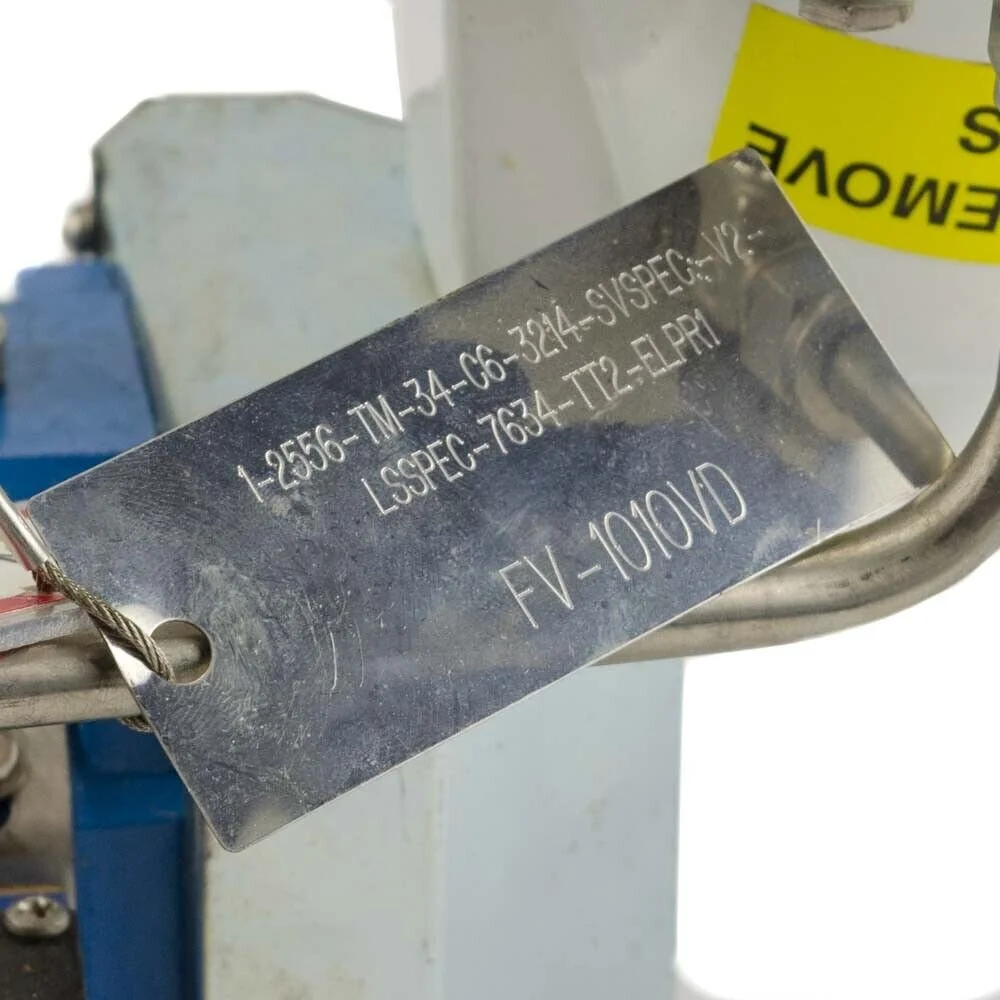 1-2556-TM-34-C6-3214-SVSPEC-V2-
LSSPEC-7634-TT2-ELPR1
FV-1010VD
EMOVE
S